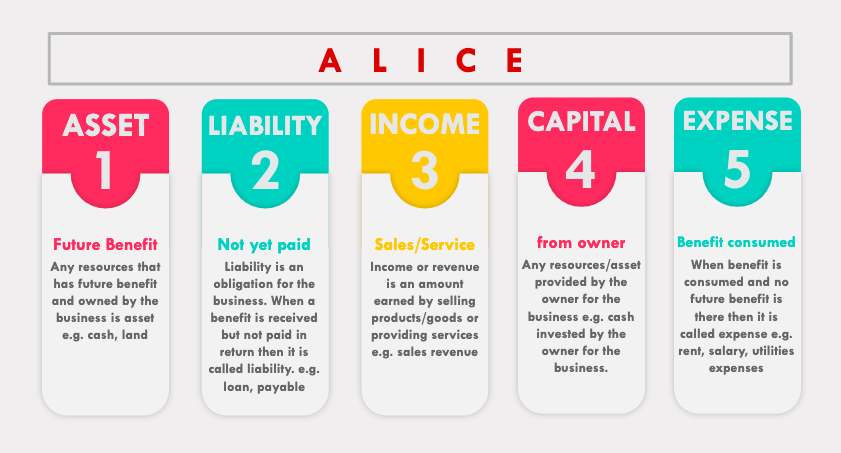 A L I C E
ASSET
1
Future Benefit
Any resources that
has future benefit
and owned by the
business is asset
e.g. cash, land
LIABILITY
2
Not yet paid
Liability is an
obligation for the
business. When a
benefit is received
but not paid in
return then it is
called liability. e.g.
loan, payable
INCOME
3
Sales/Service
Income or revenue
is an amount
earned by selling
products/goods or
providing services
e.g. sales revenue
CAPITAL
4
from owner
Any resources/asset
provided by the
owner for the
business e.g. cash
invested by the
owner for the
business.
EXPENSE
5
Benefit consumed
When benefit is
consumed and no
future benefit is
there then it is
called expense e.g.
rent, salary, utilities
expenses